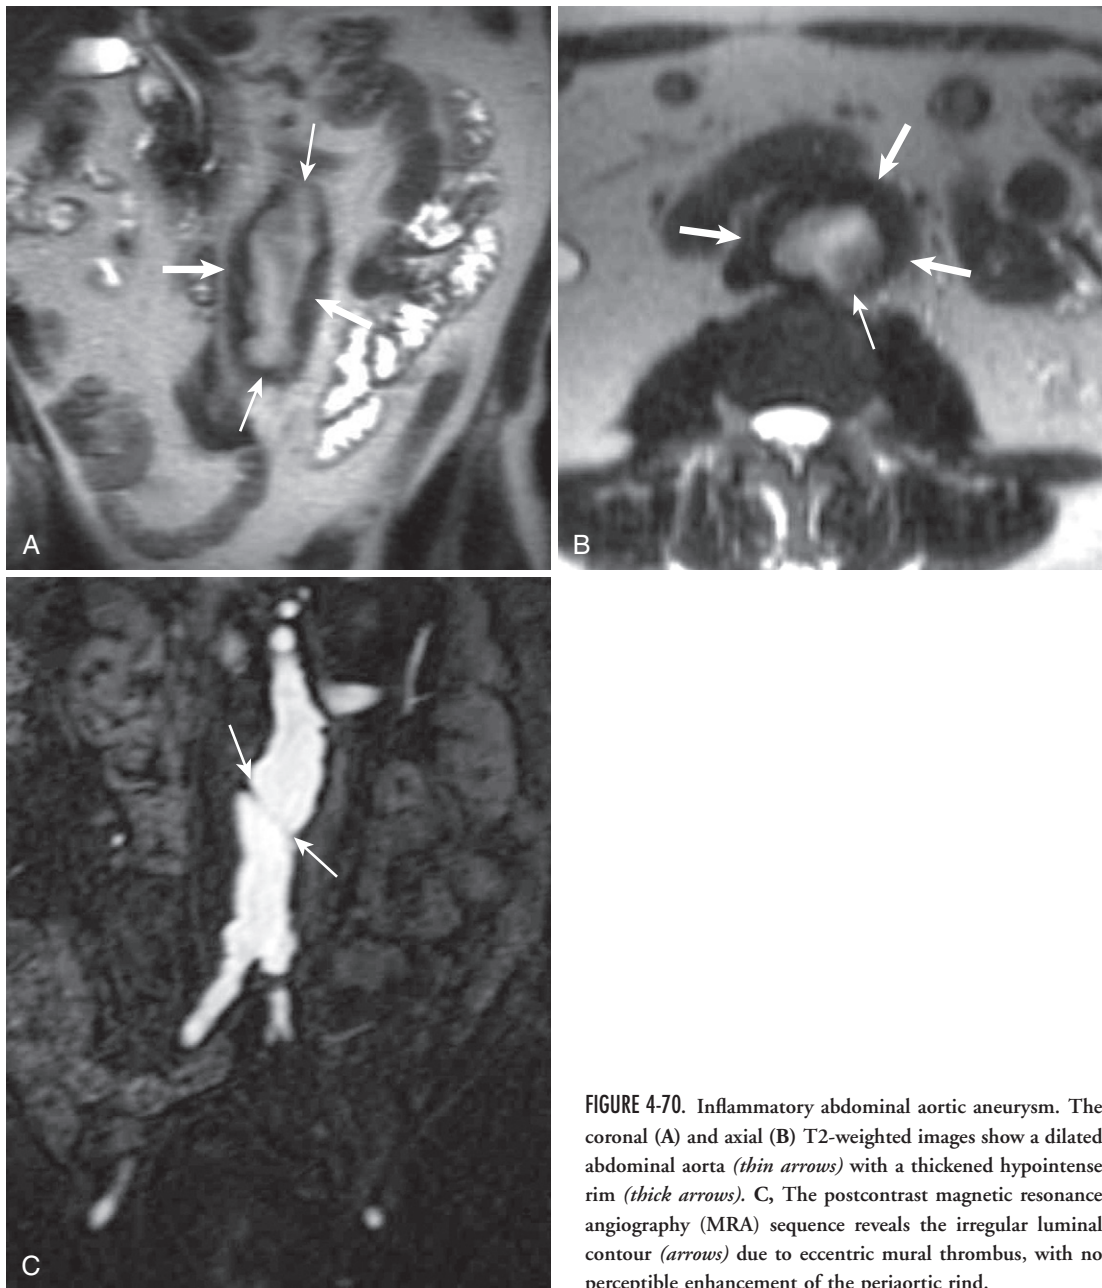 A
B
C
FIGURE 4-70. Inflammatory abdominal aortic aneurysm. The
coronal (A) and axial (B) T2-weighted images show a dilated
abdominal aorta (thin arrows) with a thickened hypointense
rim (thick arrows). C, The postcontrast magnetic resonance
angiography (MRA) sequence reveals the irregular luminal
contour (arrows) due to eccentric mural thrombus, with no
perceptible enhancement of the periaortic rind.